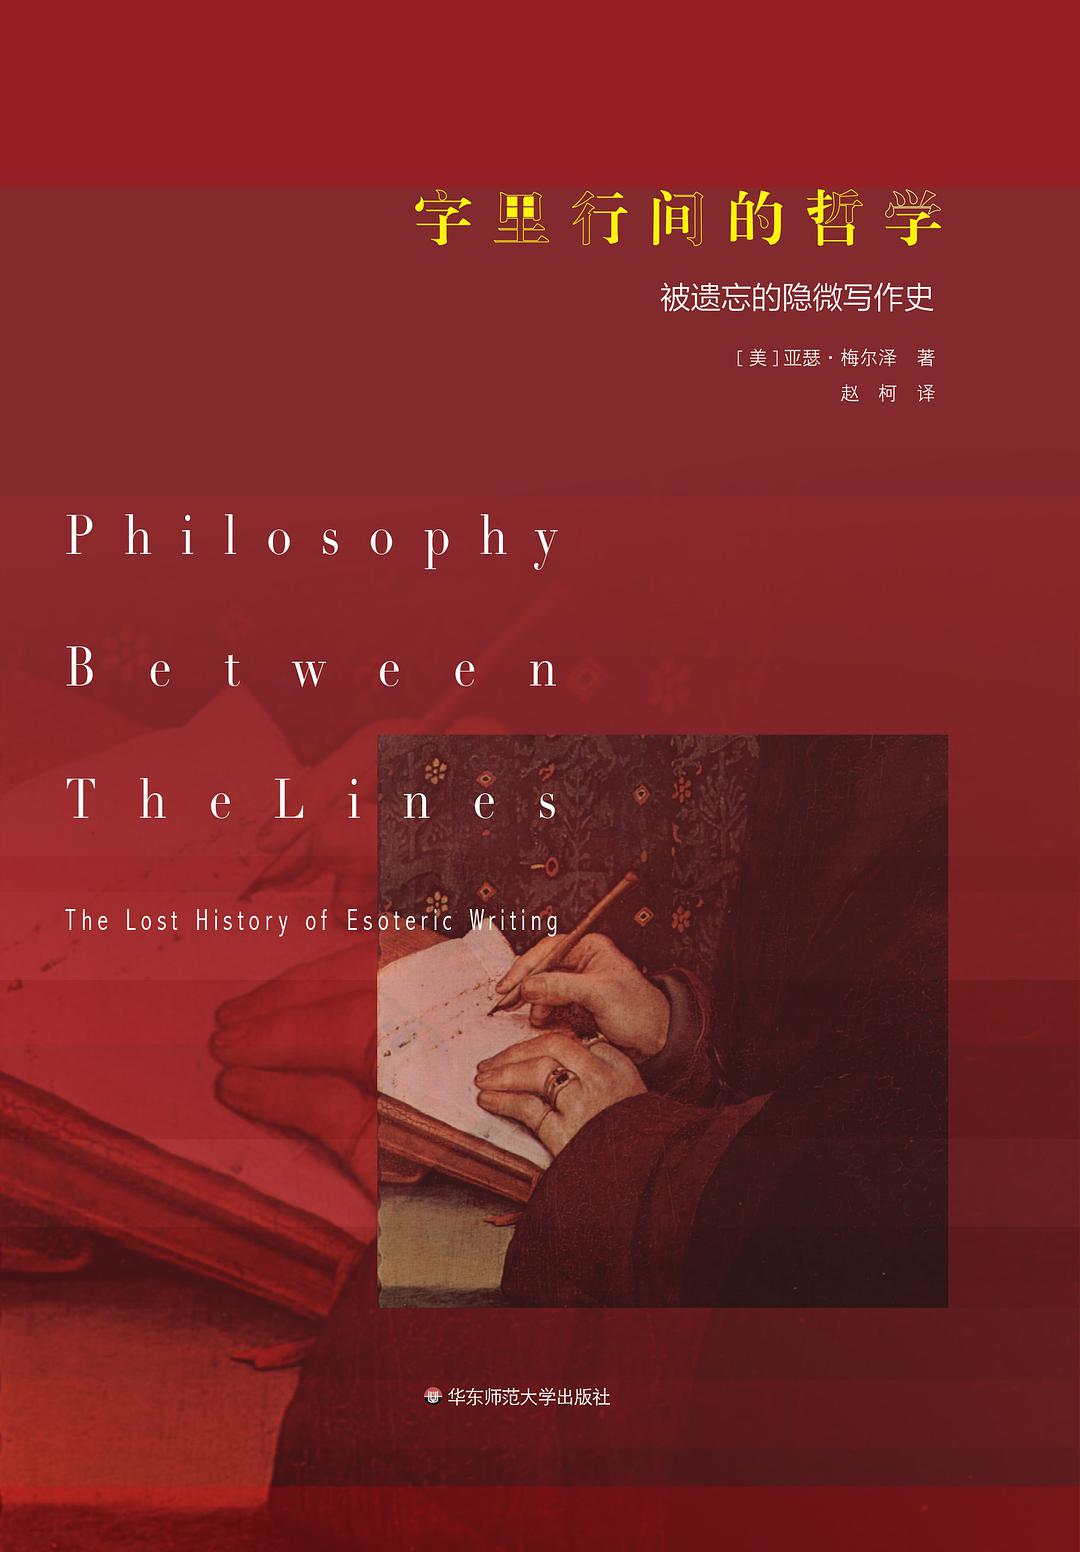 字里行间的哲学
被遗忘的隐微写作史
[美]亚瑟·梅尔泽 著
赵 柯 译
Philosophy
Between
The Lines
The Lost History of Esoteric Writing
华东师范大学出版社